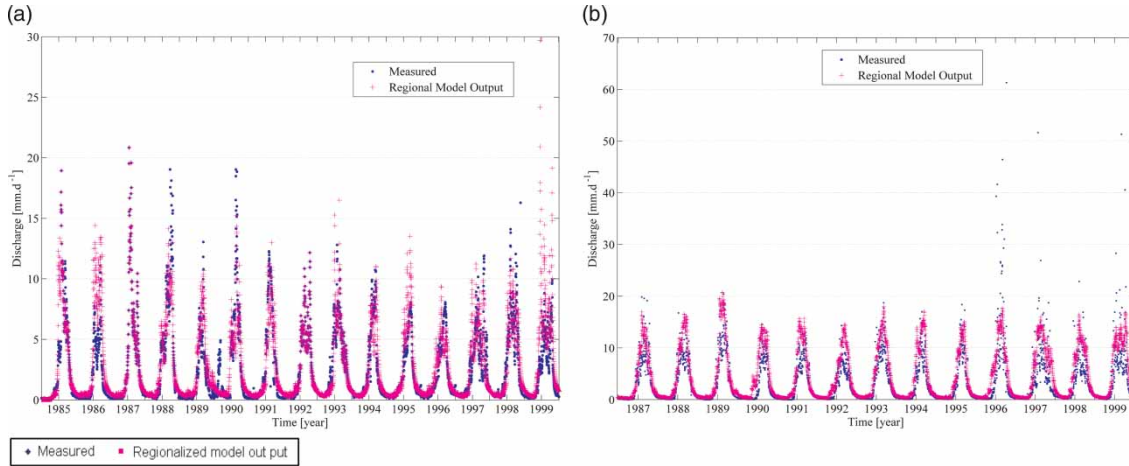 (a)
30
25
20
15
10
5
0
Discharge [mm.d⁻¹]
Measured
Regional Model Output
1985 1986 1987 1988 1989 1990 1991 1992 1993 1994 1995 1996 1997 1998 1999
Time [year]
(b)
70
60
50
40
30
20
10
0
Discharge [mm.d⁻¹]
Measured
Regional Model Output
1987 1988 1989 1990 1991 1992 1993 1994 1995 1996 1997 1998 1999
Time [year]
Measured Regionalized model out put